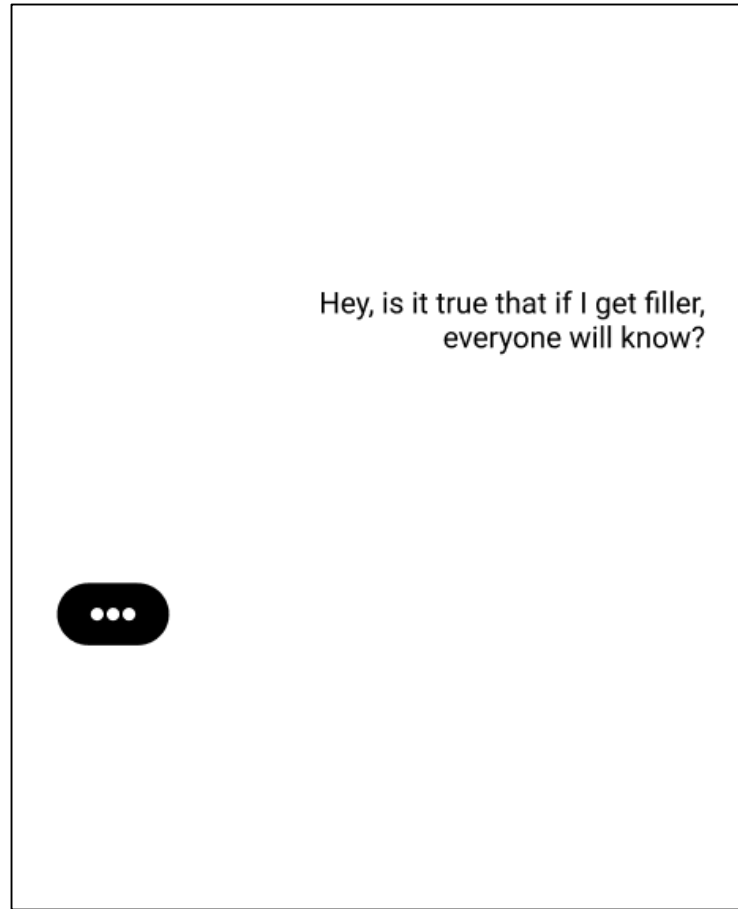 Hey, is it true that if I get filler,
everyone will know?